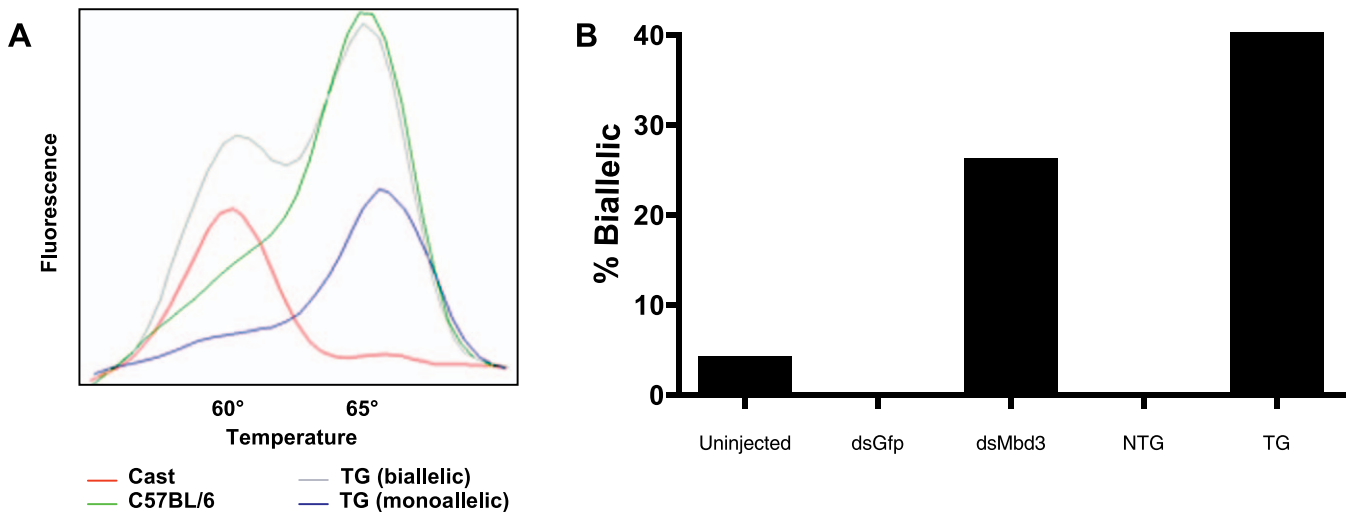 A
Fluorescence
60° 65°
Temperature
Cast
C57BL/6
TG (biallelic)
TG (monoallelic)
B
% Biallelic
40
30
20
10
0
Uninjected dsGfp dsMbd3 NTG TG